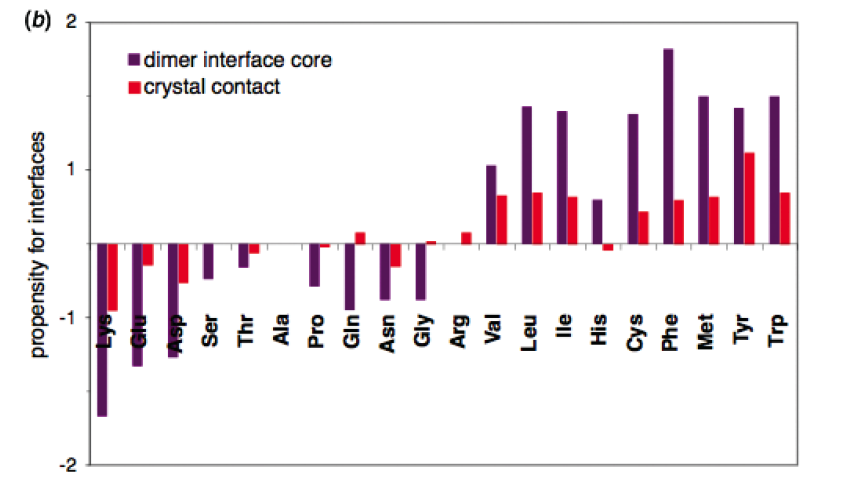 (b)
2
dimer interface core
crystal contact
1
propensity for interfaces
-1
Lys Glu Asp Ser Thr Ala Pro Gln Asn Gly Arg Val Leu Ile His Cys Phe Met Tyr Trp
-2